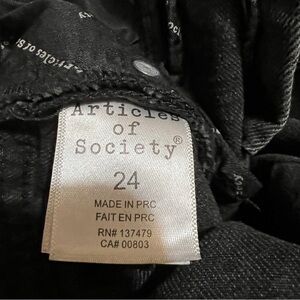 Articles
of
Society®
24
MADE IN PRC
FAIT EN PRC
RN# 137479
CA# 00803